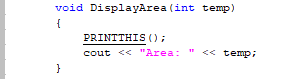 void DisplayArea(int temp)
{
PRINTTHIS();
cout << "Area: " << temp;
}